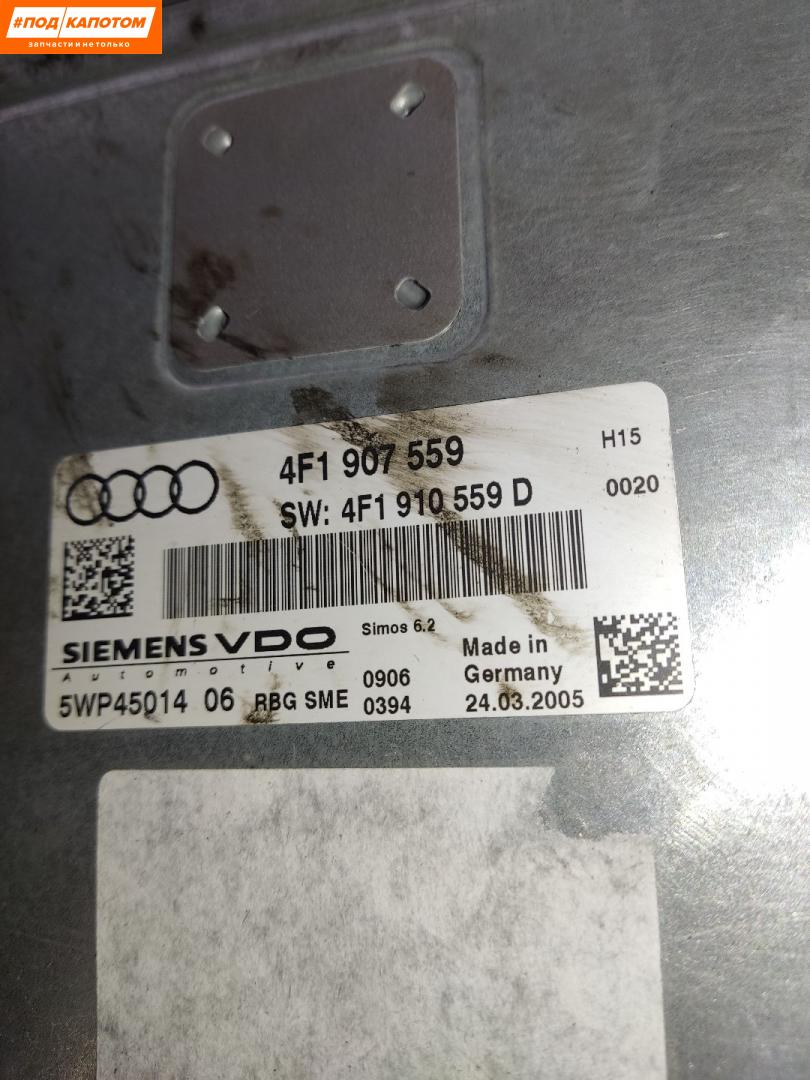 #ПОД КАПОТОМ
запчасти и не только
4F1 907 559
H15
SW: 4F1 910 559 D
0020
SIEMENS VDO
Automotive
Simos 6.2
5WP45014 06 RBG SME
0906
0394
Made in
Germany
24.03.2005